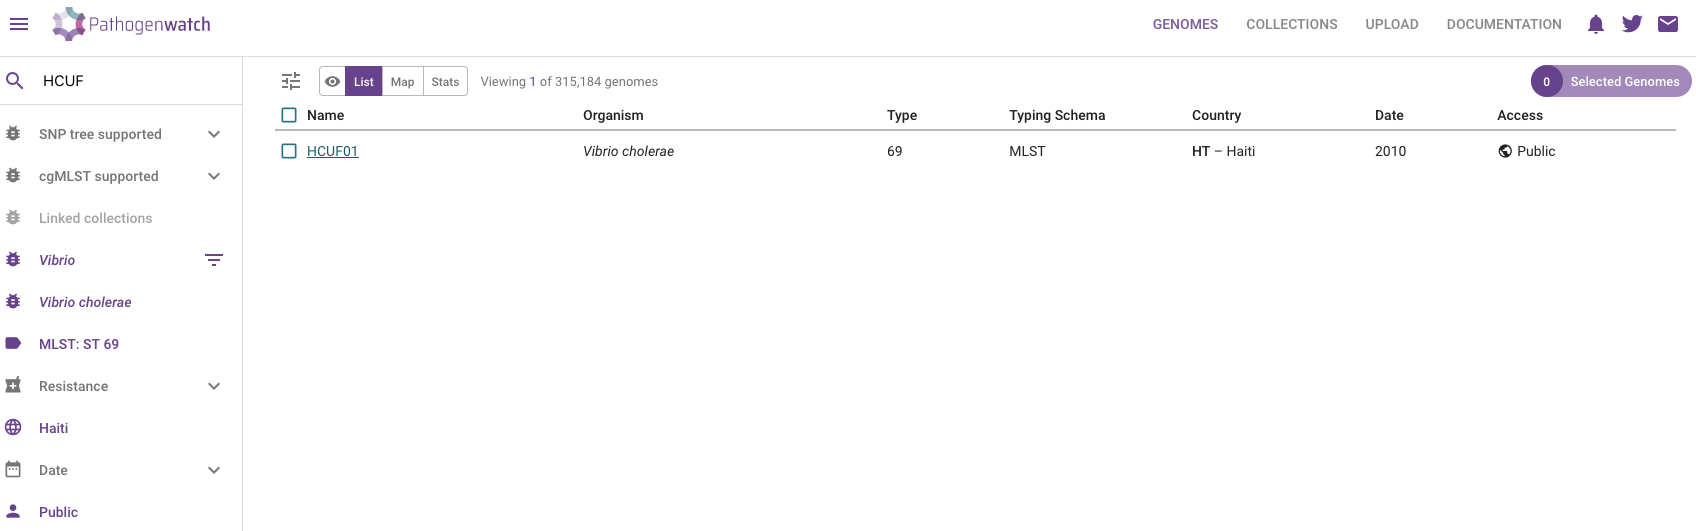 Pathogenwatch
GENOMES COLLECTIONS UPLOAD DOCUMENTATION
HCUF
SNP tree supported
cgMLST supported
Linked collections
Vibrio
Vibrio cholerae
MLST: ST 69
Resistance
Haiti
Date
Public
List Map Stats Viewing 1 of 315,184 genomes
0 Selected Genomes
Name Organism Type Typing Schema Country Date Access
HCUF01 Vibrio cholerae 69 MLST HT – Haiti 2010 Public